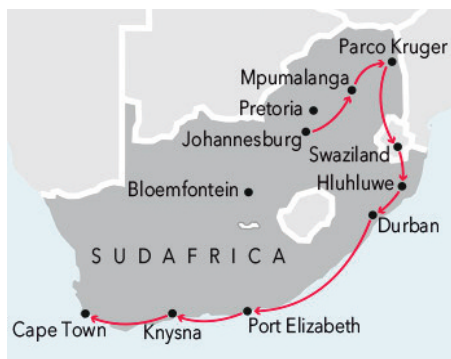 Parco Kruger
Mpumalanga
Pretoria
Johannesburg
Swaziland
Hluhluwe
Bloemfontein
Durban
SUDAFRICA
Port Elizabeth
Cape Town
Knysna